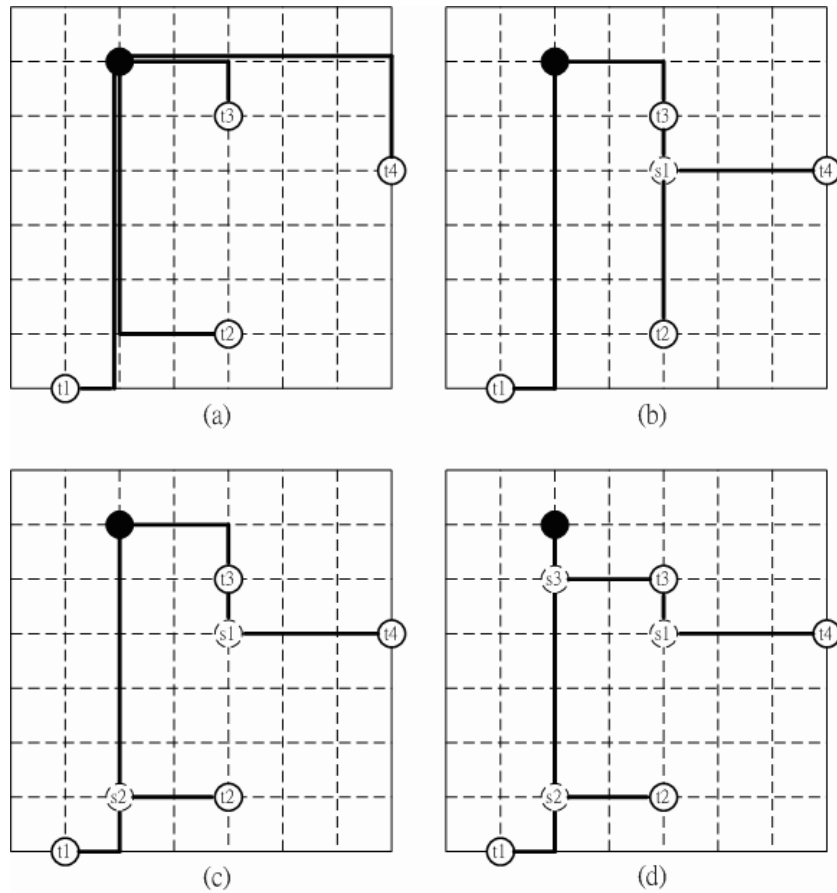 t3 t3
t4 s1 t4
t2 t2
t1 t1
(a) (b)
t3 s3 t3
s1 t4 s1 t4
s2 t2 s2 t2
t1 t1
(c) (d)